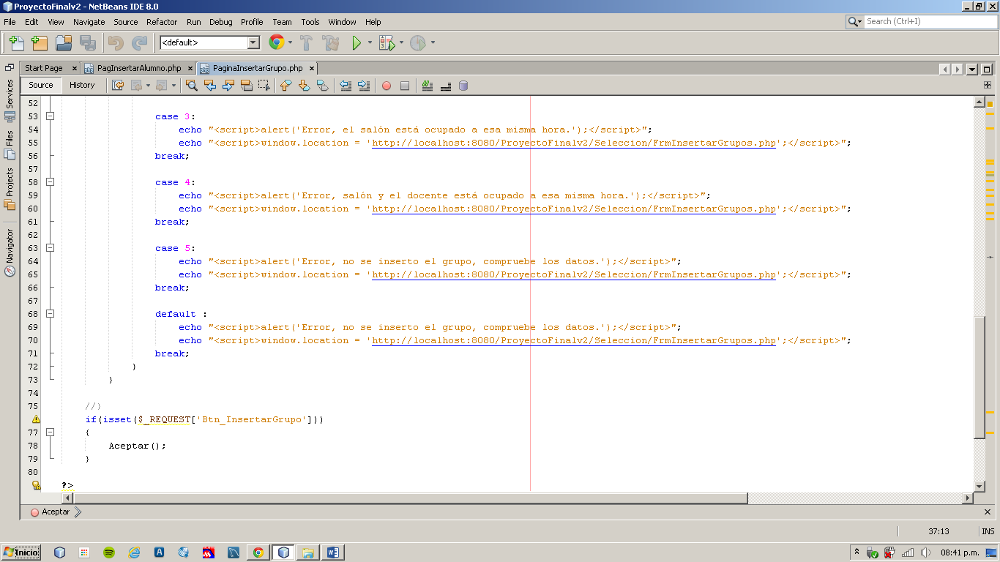 ProyectoFinalv2 - NetBeans IDE 8.0
File Edit View Navigate Source Refactor Run Debug Profile Team Tools Window Help
Search (Ctrl+I)
<default>
Start Page PagInsertarAlumno.php PaginaInsertarGrupo.php
Source History
Services
Files
Projects
Navigator
52
53 case 3:
54 echo "<script>alert('Error, el salón está ocupado a esa misma hora.');</script>";
55 echo "<script>window.location = 'http://localhost:8080/ProyectoFinalv2/Seleccion/FrmInsertarGrupos.php';</script>";
56 break;
57
58 case 4:
59 echo "<script>alert('Error, salón y el docente está ocupado a esa misma hora.');</script>";
60 echo "<script>window.location = 'http://localhost:8080/ProyectoFinalv2/Seleccion/FrmInsertarGrupos.php';</script>";
61 break;
62
63 case 5:
64 echo "<script>alert('Error, no se inserto el grupo, compruebe los datos.');</script>";
65 echo "<script>window.location = 'http://localhost:8080/ProyectoFinalv2/Seleccion/FrmInsertarGrupos.php';</script>";
66 break;
67
68 default :
69 echo "<script>alert('Error, no se inserto el grupo, compruebe los datos.');</script>";
70 echo "<script>window.location = 'http://localhost:8080/ProyectoFinalv2/Seleccion/FrmInsertarGrupos.php';</script>";
71 break;
72 }
73 }
74
75 //}
if(isset($_REQUEST['Btn_InsertarGrupo']))
77 {
78 Aceptar();
79 }
80
?>
Aceptar
37:13 INS
Inicio
08:41 p.m.